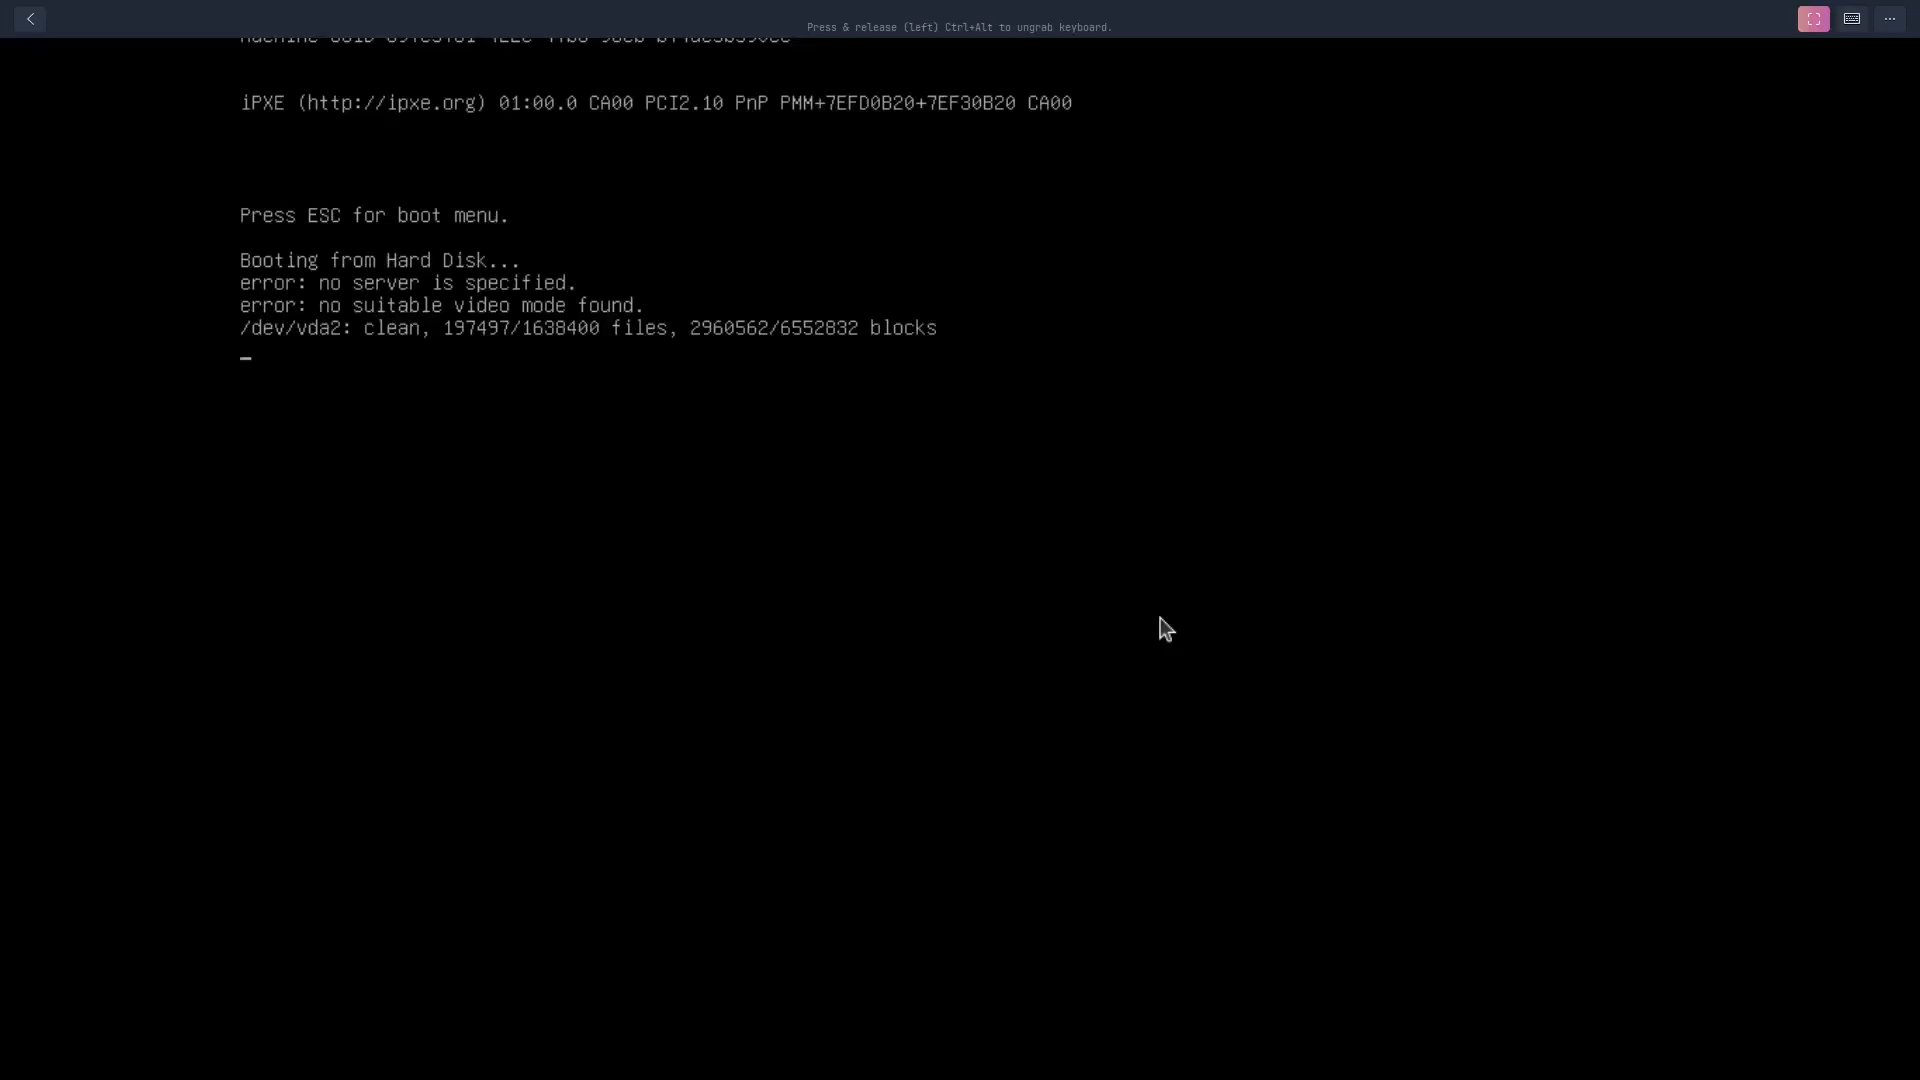 Press & release (left) Ctrl+Alt to ungrab keyboard.
iPXE (http://ipxe.org) 01:00.0 CA00 PCI2.10 PnP PMM+7EFD0B20+7EF30B20 CA00
Press ESC for boot menu.
Booting from Hard Disk...
error: no server is specified.
error: no suitable video mode found.
/dev/vda2: clean, 197497/1638400 files, 2960562/6552832 blocks